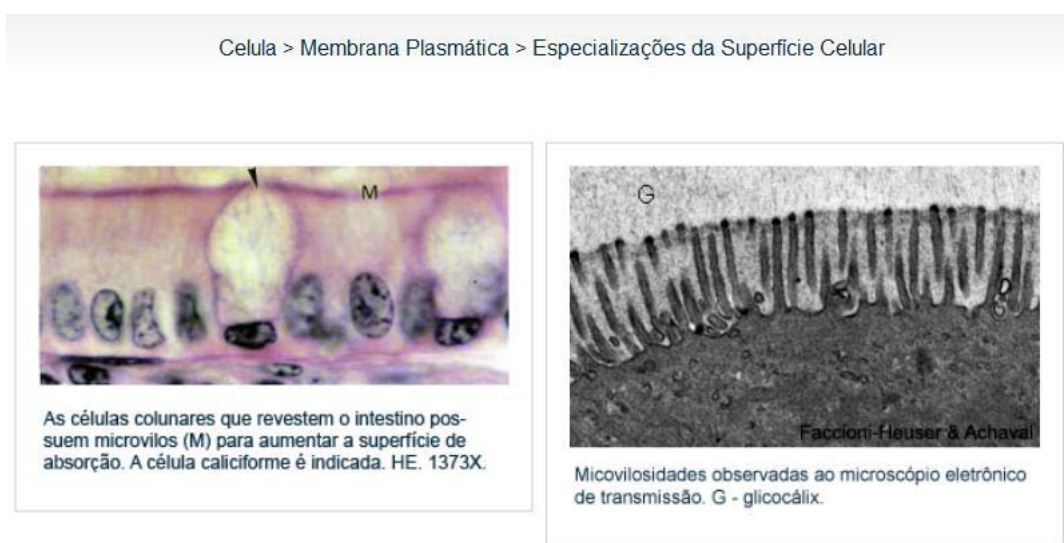 Celula > Membrana Plasmática > Especializações da Superfície Celular
M
As células colunares que revestem o intestino pos-
suem microvilos (M) para aumentar a superfície de
absorção. A célula caliciforme é indicada. HE. 1373X.
G
Faccioni-Heuser & Achaval
Micovilosidades observadas ao microscópio eletrônico
de transmissão. G - glicocálix.